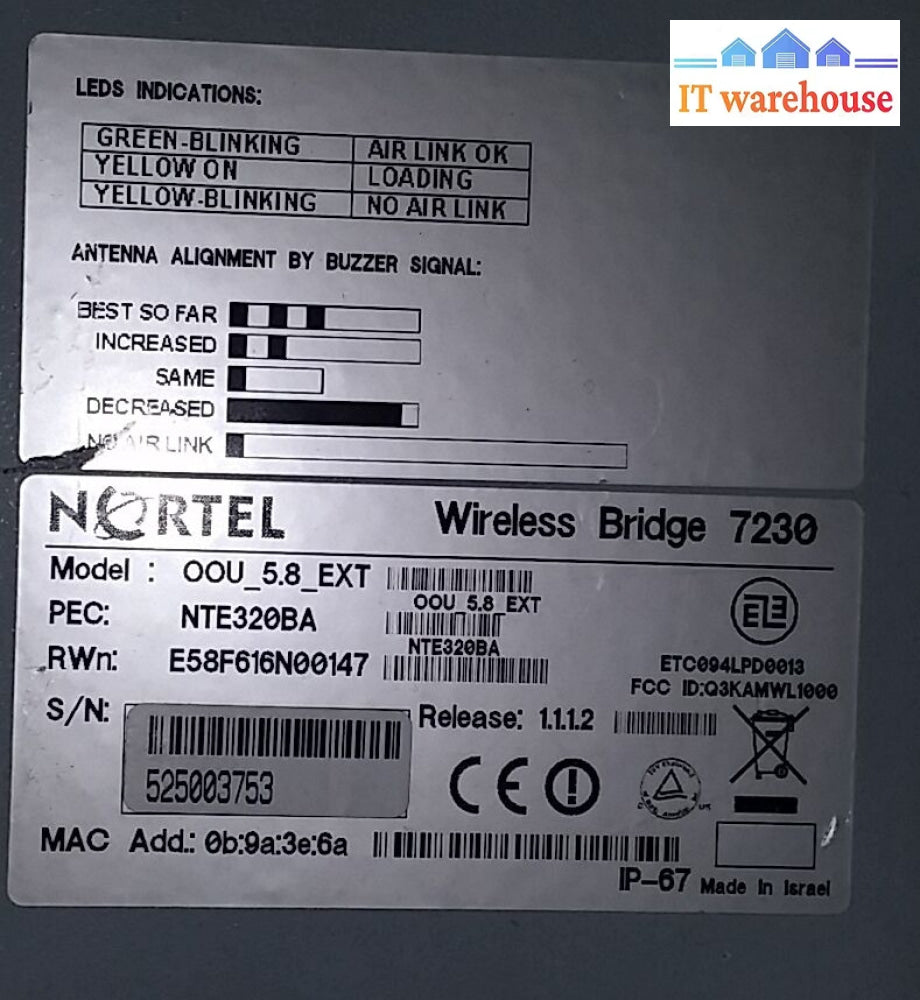 IT warehouse
LEDS INDICATIONS:
GREEN-BLINKING AIR LINK OK
YELLOW ON LOADING
YELLOW-BLINKING NO AIR LINK
ANTENNA ALIGNMENT BY BUZZER SIGNAL:
BEST SO FAR
INCREASED
SAME
DECREASED
NO AIR LINK
NORTEL Wireless Bridge 7230
Model : OOU_5.8_EXT
OOU_5.8_EXT
PEC: NTE320BA
NTE320BA
RWn: E58F616N00147
ETC094LPD0013
FCC ID:Q3KAMWL1000
S/N: 525003753
Release: 1.1.1.2
CE
MAC Add.: 0b:9a:3e:6a
IP-67 Made In Israel